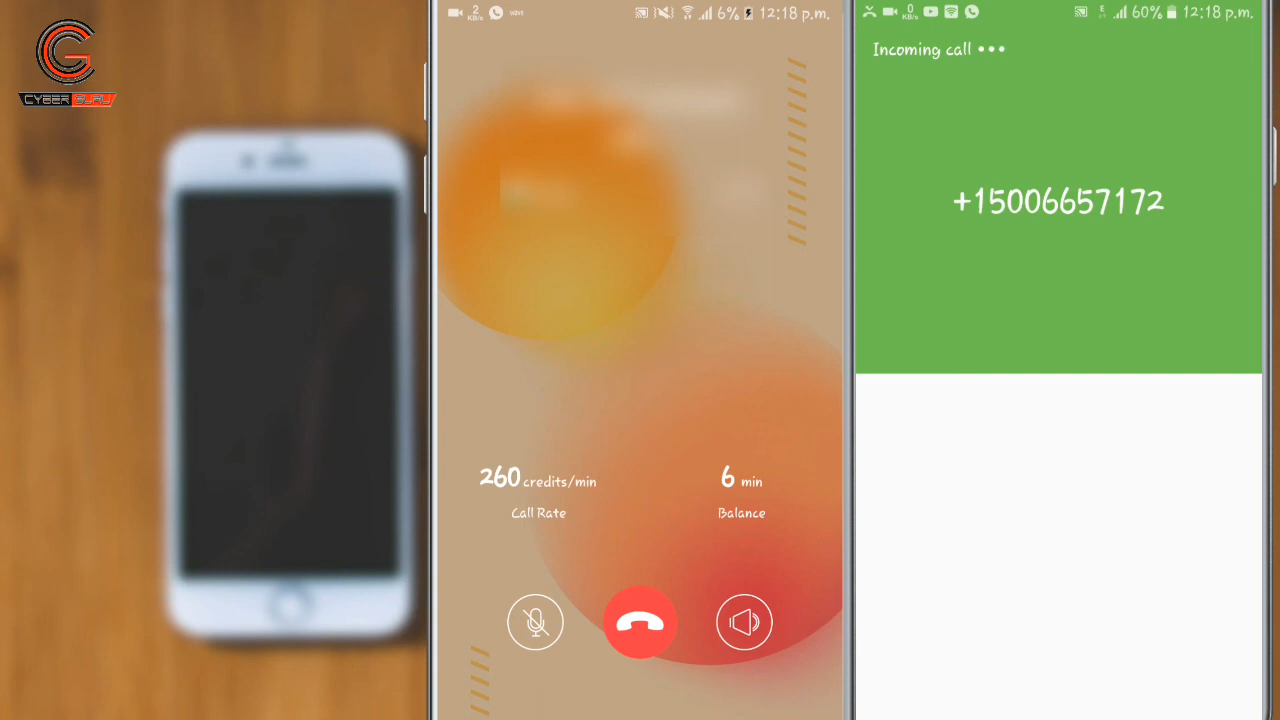 CYBER GURU
2
KB/s
wave
6%
12:18 p.m.
260 credits/min
Call Rate
6 min
Balance
0
KB/s
E
60%
12:18 p.m.
Incoming call •••
+15006657172